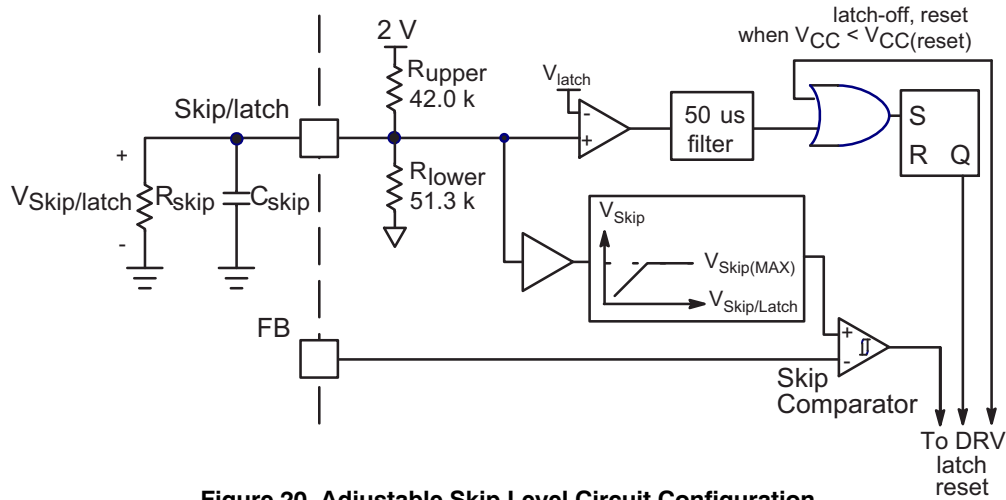 latch-off, reset
when VCC < VCC(reset)
2 V
Rupper
42.0 k
Vlatch
-
+
50 us
filter
S
R Q
Skip/latch
+
VSkip/latch
-
Rskip
Cskip
Rlower
51.3 k
VSkip
VSkip(MAX)
VSkip/Latch
FB
+
-
Skip
Comparator
To DRV
latch
reset
Figure 20. Adjustable Skip Level Circuit Configuration